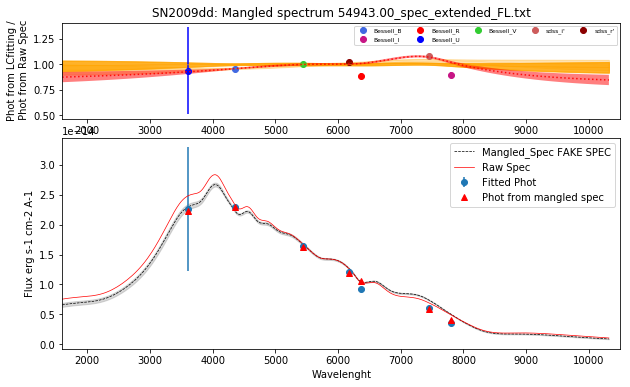 SN2009dd: Mangled spectrum 54943.00_spec_extended_FL.txt
Phot from LCfitting /
Phot from Raw Spec
1.25
1.00
0.75
0.50
Bessell_B
Bessell_I
Bessell_R
Bessell_U
Bessell_V
sdss_i'
sdss_r'
2000 3000 4000 5000 6000 7000 8000 9000 10000
1e−14
Flux erg s-1 cm-2 A-1
3.0
2.5
2.0
1.5
1.0
0.5
0.0
Mangled_Spec FAKE SPEC
Raw Spec
Fitted Phot
Phot from mangled spec
2000 3000 4000 5000 6000 7000 8000 9000 10000
Wavelenght